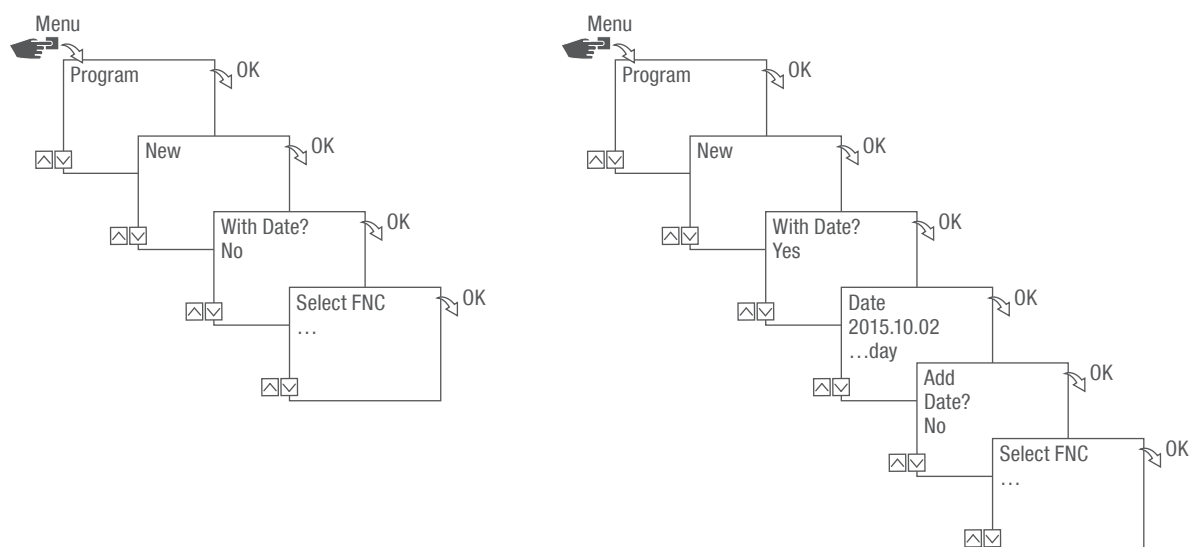 Menu
Program
OK
New
OK
With Date?
No
OK
Select FNC
...
OK
Menu
Program
OK
New
OK
With Date?
Yes
OK
Date
2015.10.02
...day
OK
Add
Date?
No
OK
Select FNC
...
OK